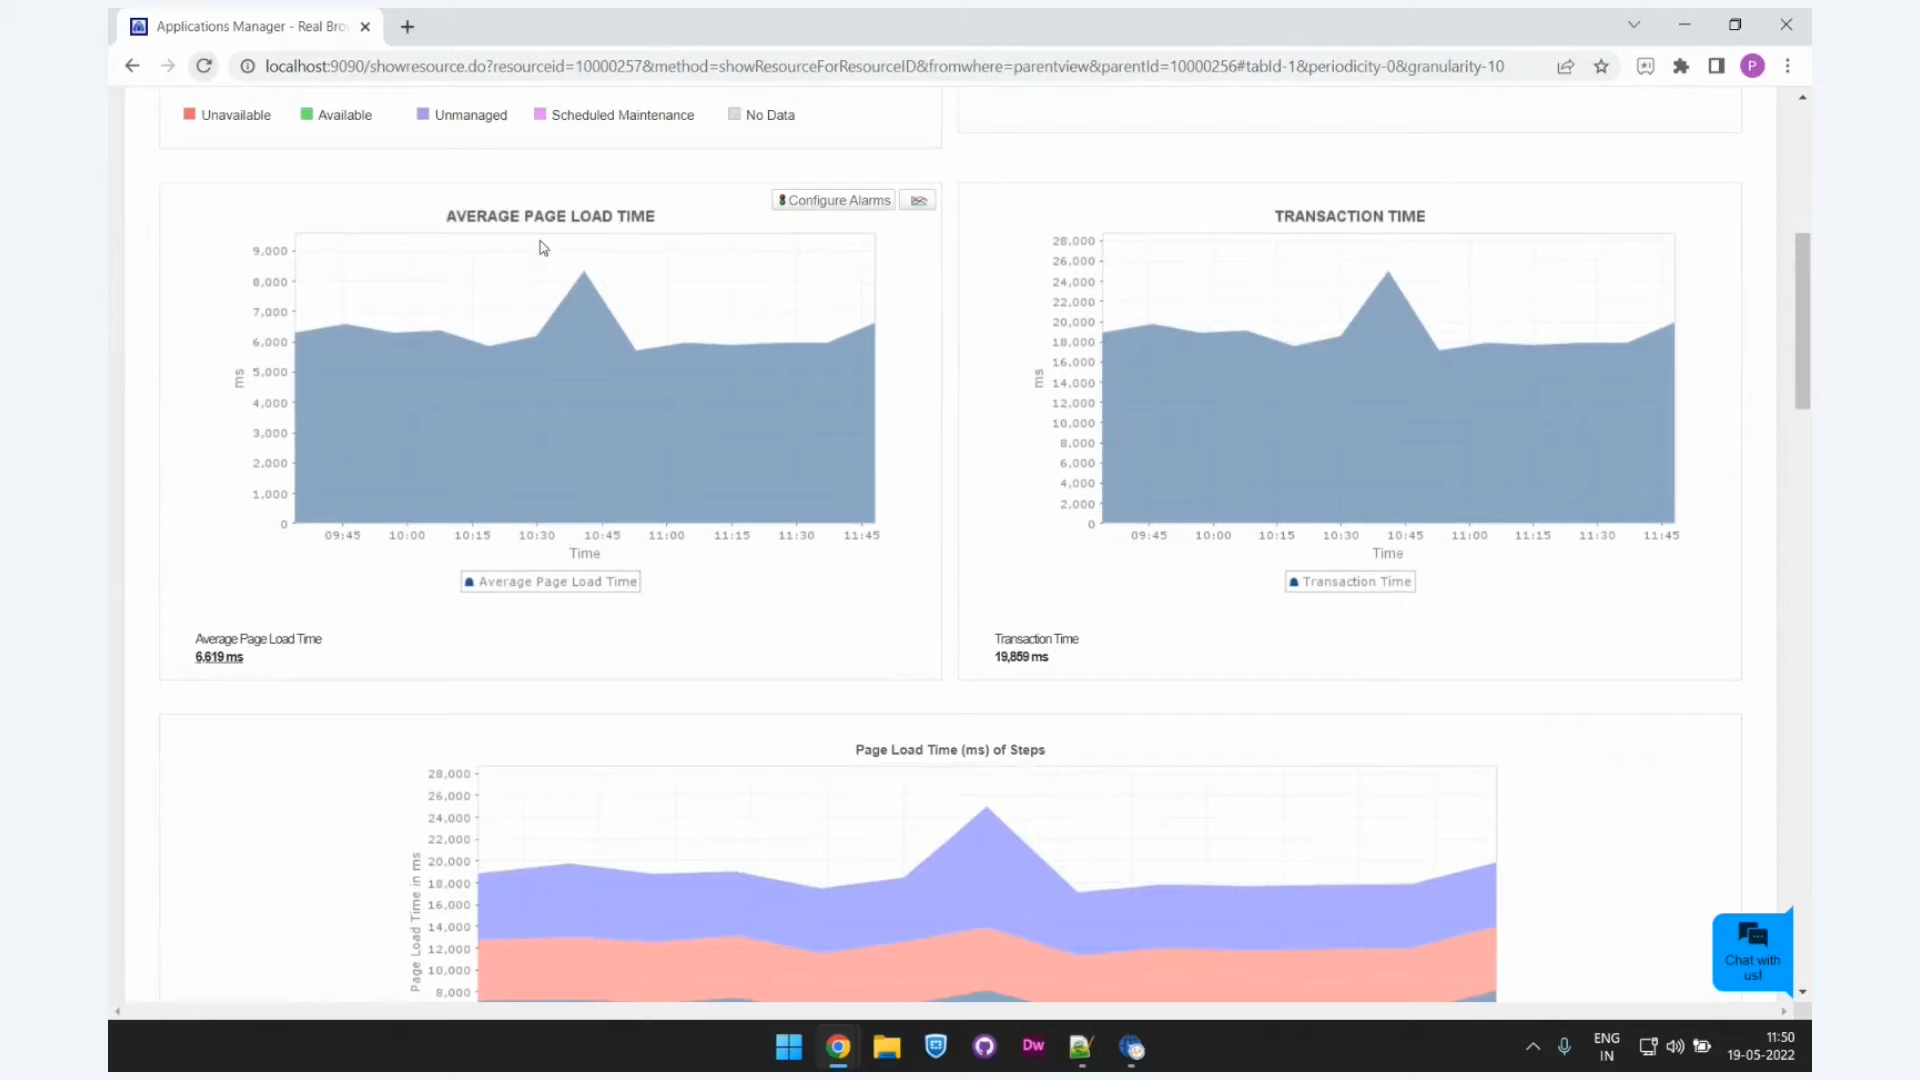 Applications Manager - Real Bro
localhost:9090/showresource.do?resourceid=10000257&method=showResourceForResourceID&fromwhere=parentview&parentId=10000256#tabId-1&periodicity-0&granularity-10
P
Unavailable Available Unmanaged Scheduled Maintenance No Data
Configure Alarms
AVERAGE PAGE LOAD TIME
9,000
8,000
7,000
6,000
5,000
4,000
3,000
2,000
1,000
0
ms
09:45 10:00 10:15 10:30 10:45 11:00 11:15 11:30 11:45
Time
Average Page Load Time
Average Page Load Time
6,619 ms
TRANSACTION TIME
28,000
26,000
24,000
22,000
20,000
18,000
16,000
14,000
12,000
10,000
8,000
6,000
4,000
2,000
0
ms
09:45 10:00 10:15 10:30 10:45 11:00 11:15 11:30 11:45
Time
Transaction Time
Transaction Time
19,859 ms
Page Load Time (ms) of Steps
28,000
26,000
24,000
22,000
20,000
18,000
16,000
14,000
12,000
10,000
8,000
Page Load Time in ms
Chat with
us!
Dw
ENG
IN
11:50
19-05-2022